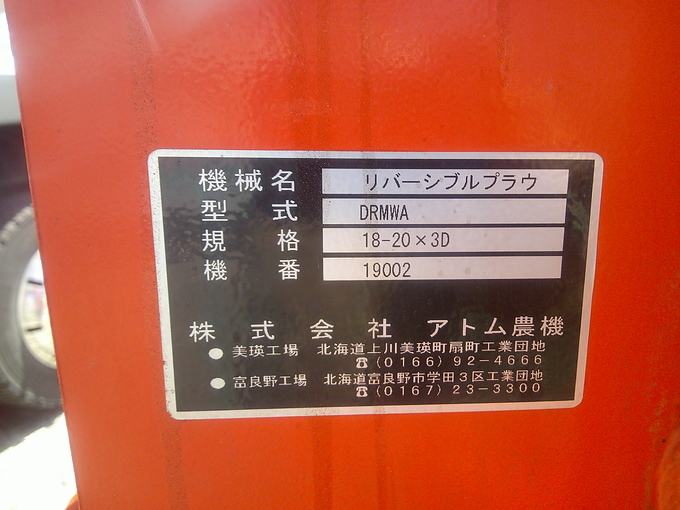 機械名 リバーシブルプラウ
型式 DRMWA
規格 18-20×3D
機番 19002
株式会社 アトム農機
●美瑛工場 北海道上川美瑛町扇町工業団地
☎(0166)92-4666
●富良野工場 北海道富良野市学田3区工業団地
☎(0167)23-3300